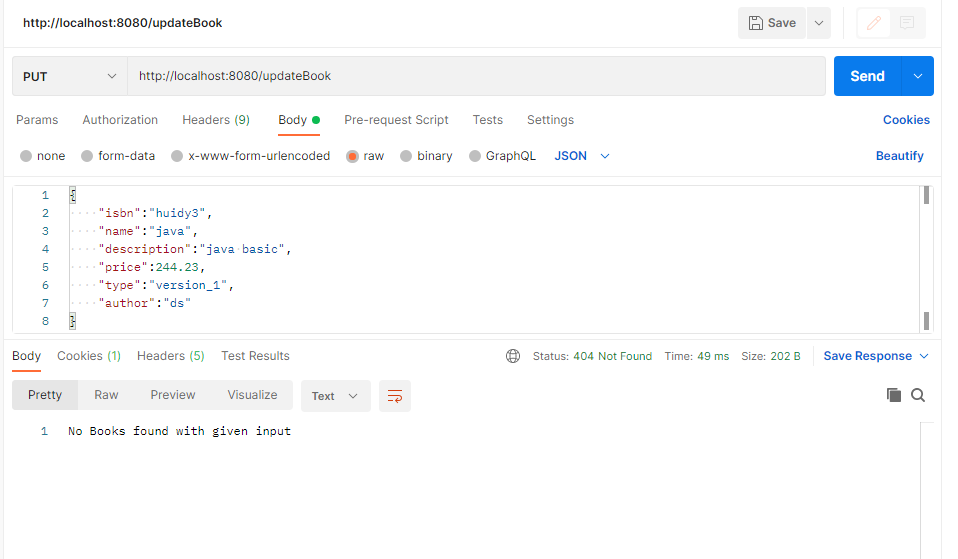 http://localhost:8080/updateBook Save
PUT http://localhost:8080/updateBook Send
Params Authorization Headers (9) Body Pre-request Script Tests Settings Cookies
none form-data x-www-form-urlencoded raw binary GraphQL JSON Beautify
1 {
2 "isbn":"huidy3",
3 "name":"java",
4 "description":"java basic",
5 "price":244.23,
6 "type":"version_1",
7 "author":"ds"
8 }
Body Cookies (1) Headers (5) Test Results Status: 404 Not Found Time: 49 ms Size: 202 B Save Response
Pretty Raw Preview Visualize Text
1 No Books found with given input